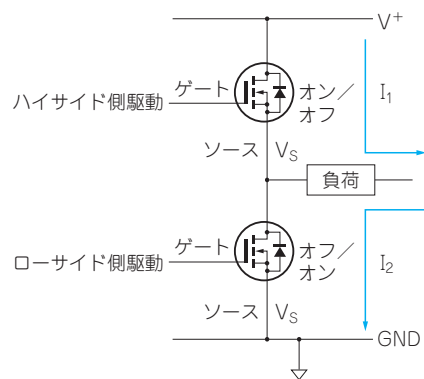 V⁺
ゲート
オン／
オフ
I₁
ハイサイド側駆動
ソース V_S
負荷
ゲート
オフ／
オン
I₂
ローサイド側駆動
ソース V_S
GND